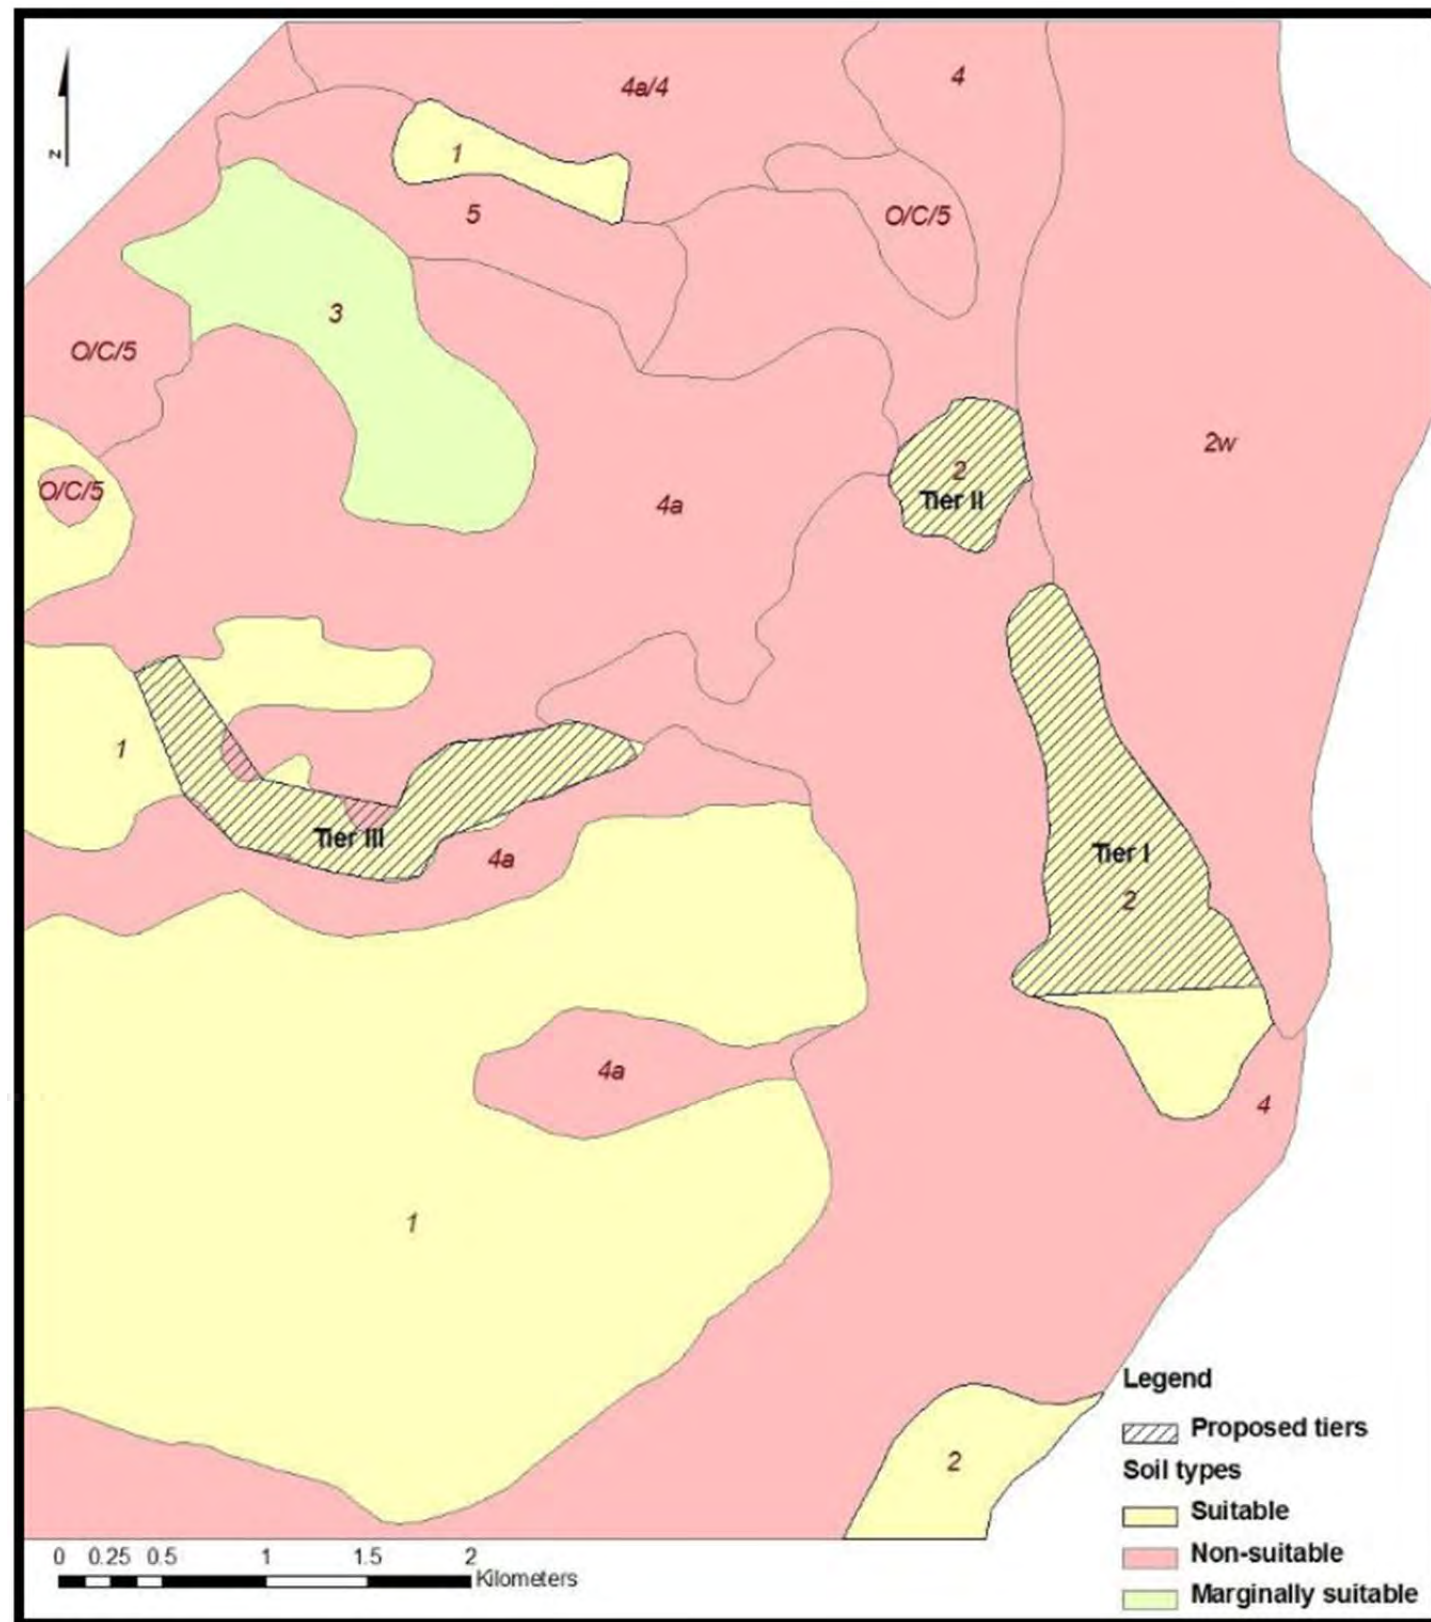 4a/4
4
1
5
O/C/5
3
O/C/5
2w
2
Tier II
O/C/5
4a
1
Tier III
4a
Tier I
2
4a
4
1
2
Legend
Proposed tiers
Soil types
Suitable
Non-suitable
Marginally suitable
0 0.25 0.5 1 1.5 2
Kilometers
N